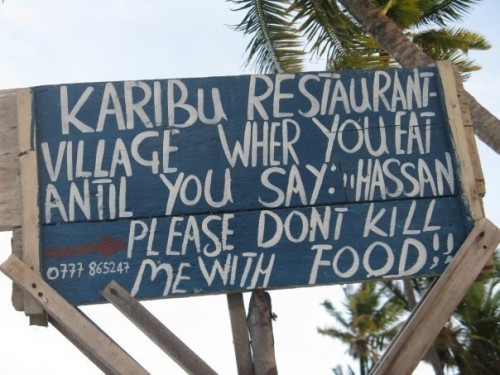 KARIBU RESTAURANT-
VILLAGE WHER YOU EAT
ANTIL YOU SAY: "HASSAN
PLEASE DONT KILL
0777 865247
ME WITH FOOD,!!